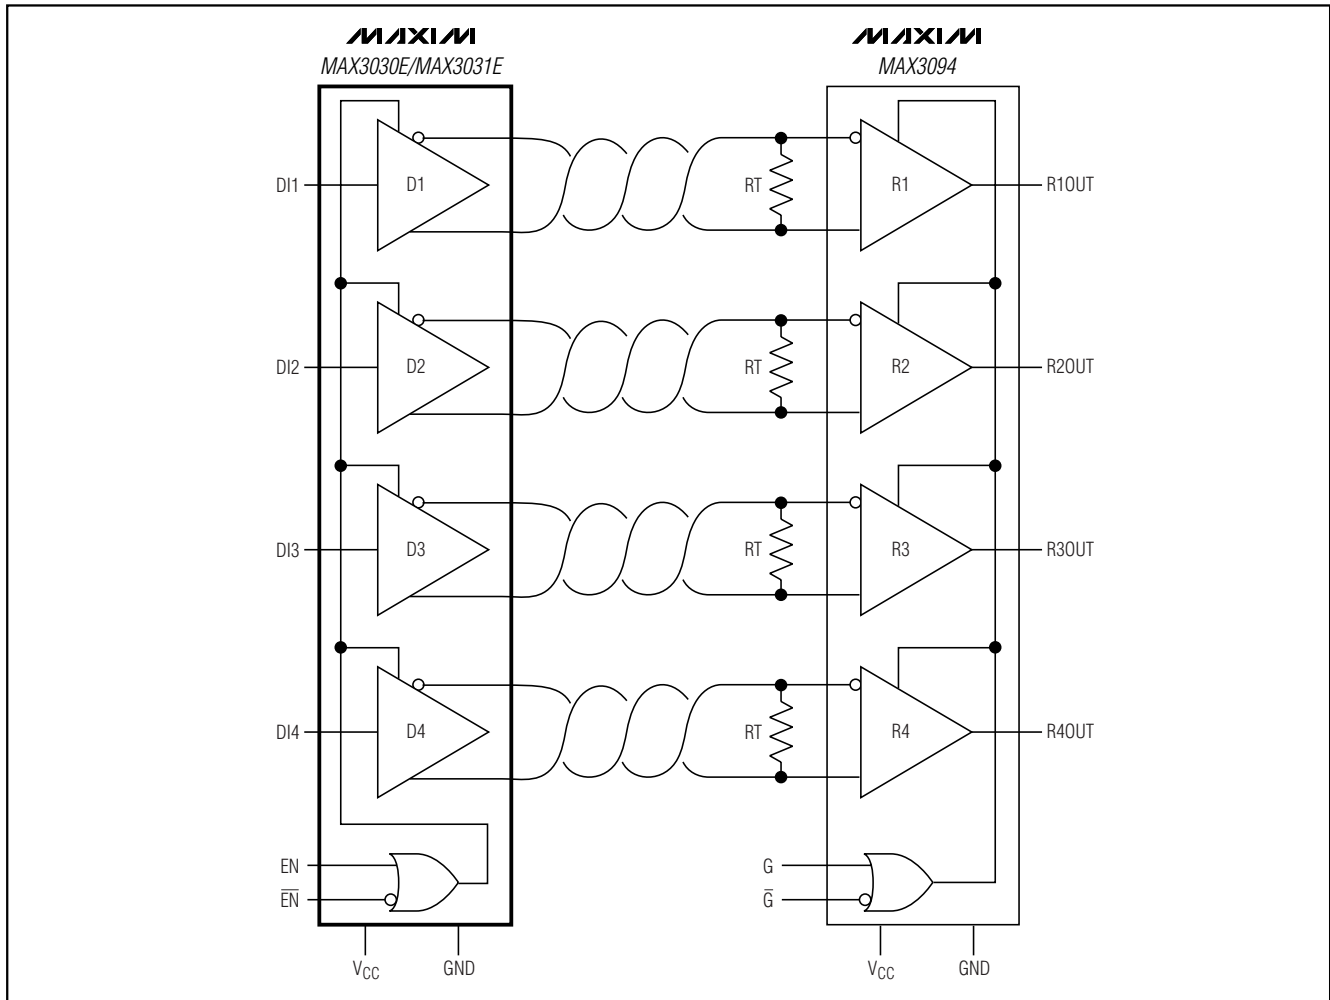 MAXIM
MAX3030E/MAX3031E
MAXIM
MAX3094
DI1
D1
RT
R1
R1OUT
DI2
D2
RT
R2
R2OUT
DI3
D3
RT
R3
R3OUT
DI4
D4
RT
R4
R4OUT
EN
E̅N̅
G
G̅
VCC
GND
VCC
GND